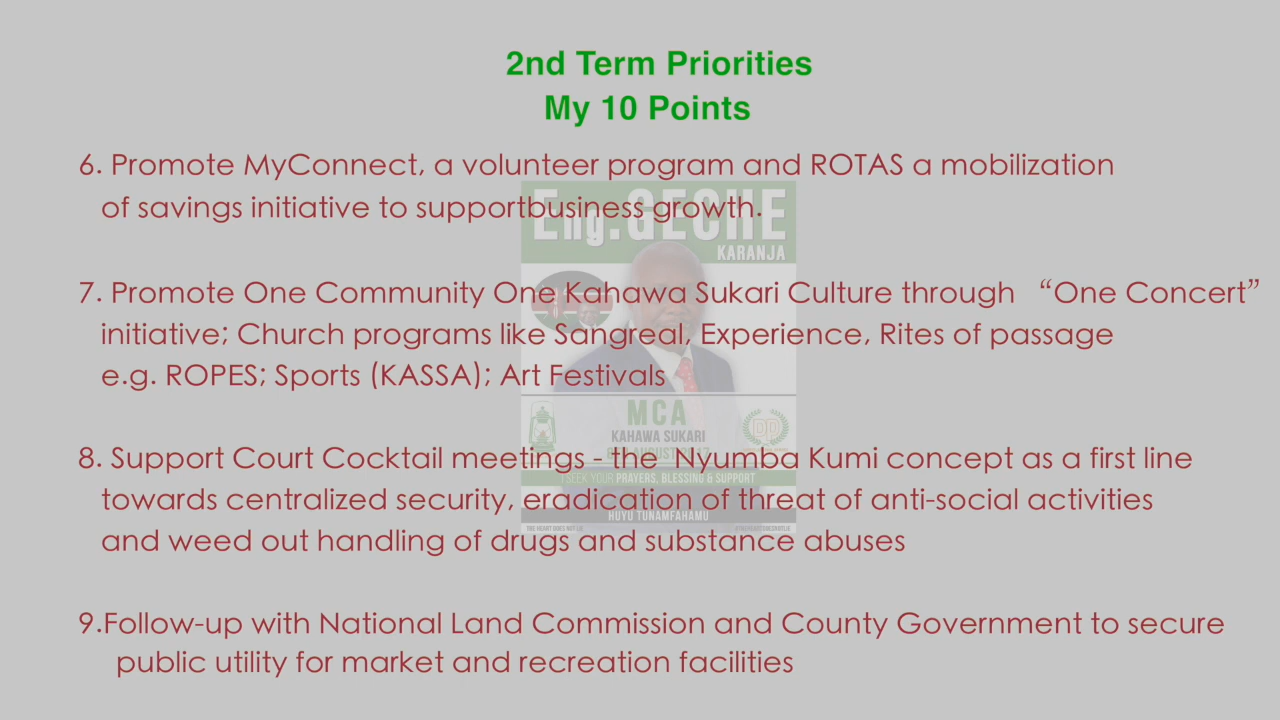 2nd Term Priorities
My 10 Points
6. Promote MyConnect, a volunteer program and ROTAS a mobilization
of savings initiative to supportbusiness growth.
7. Promote One Community One Kahawa Sukari Culture through “One Concert”
initiative; Church programs like Sangreal, Experience, Rites of passage
e.g. ROPES; Sports (KASSA); Art Festivals
8. Support Court Cocktail meetings - the Nyumba Kumi concept as a first line
towards centralized security, eradication of threat of anti-social activities
and weed out handling of drugs and substance abuses
9.Follow-up with National Land Commission and County Government to secure
public utility for market and recreation facilities
Eng.GECHE
KARANJA
MCA
KAHAWA SUKARI
AUGUST
DP
I SEEK YOUR PRAYERS, BLESSING & SUPPORT
HUYU TUNAMFAHAMU